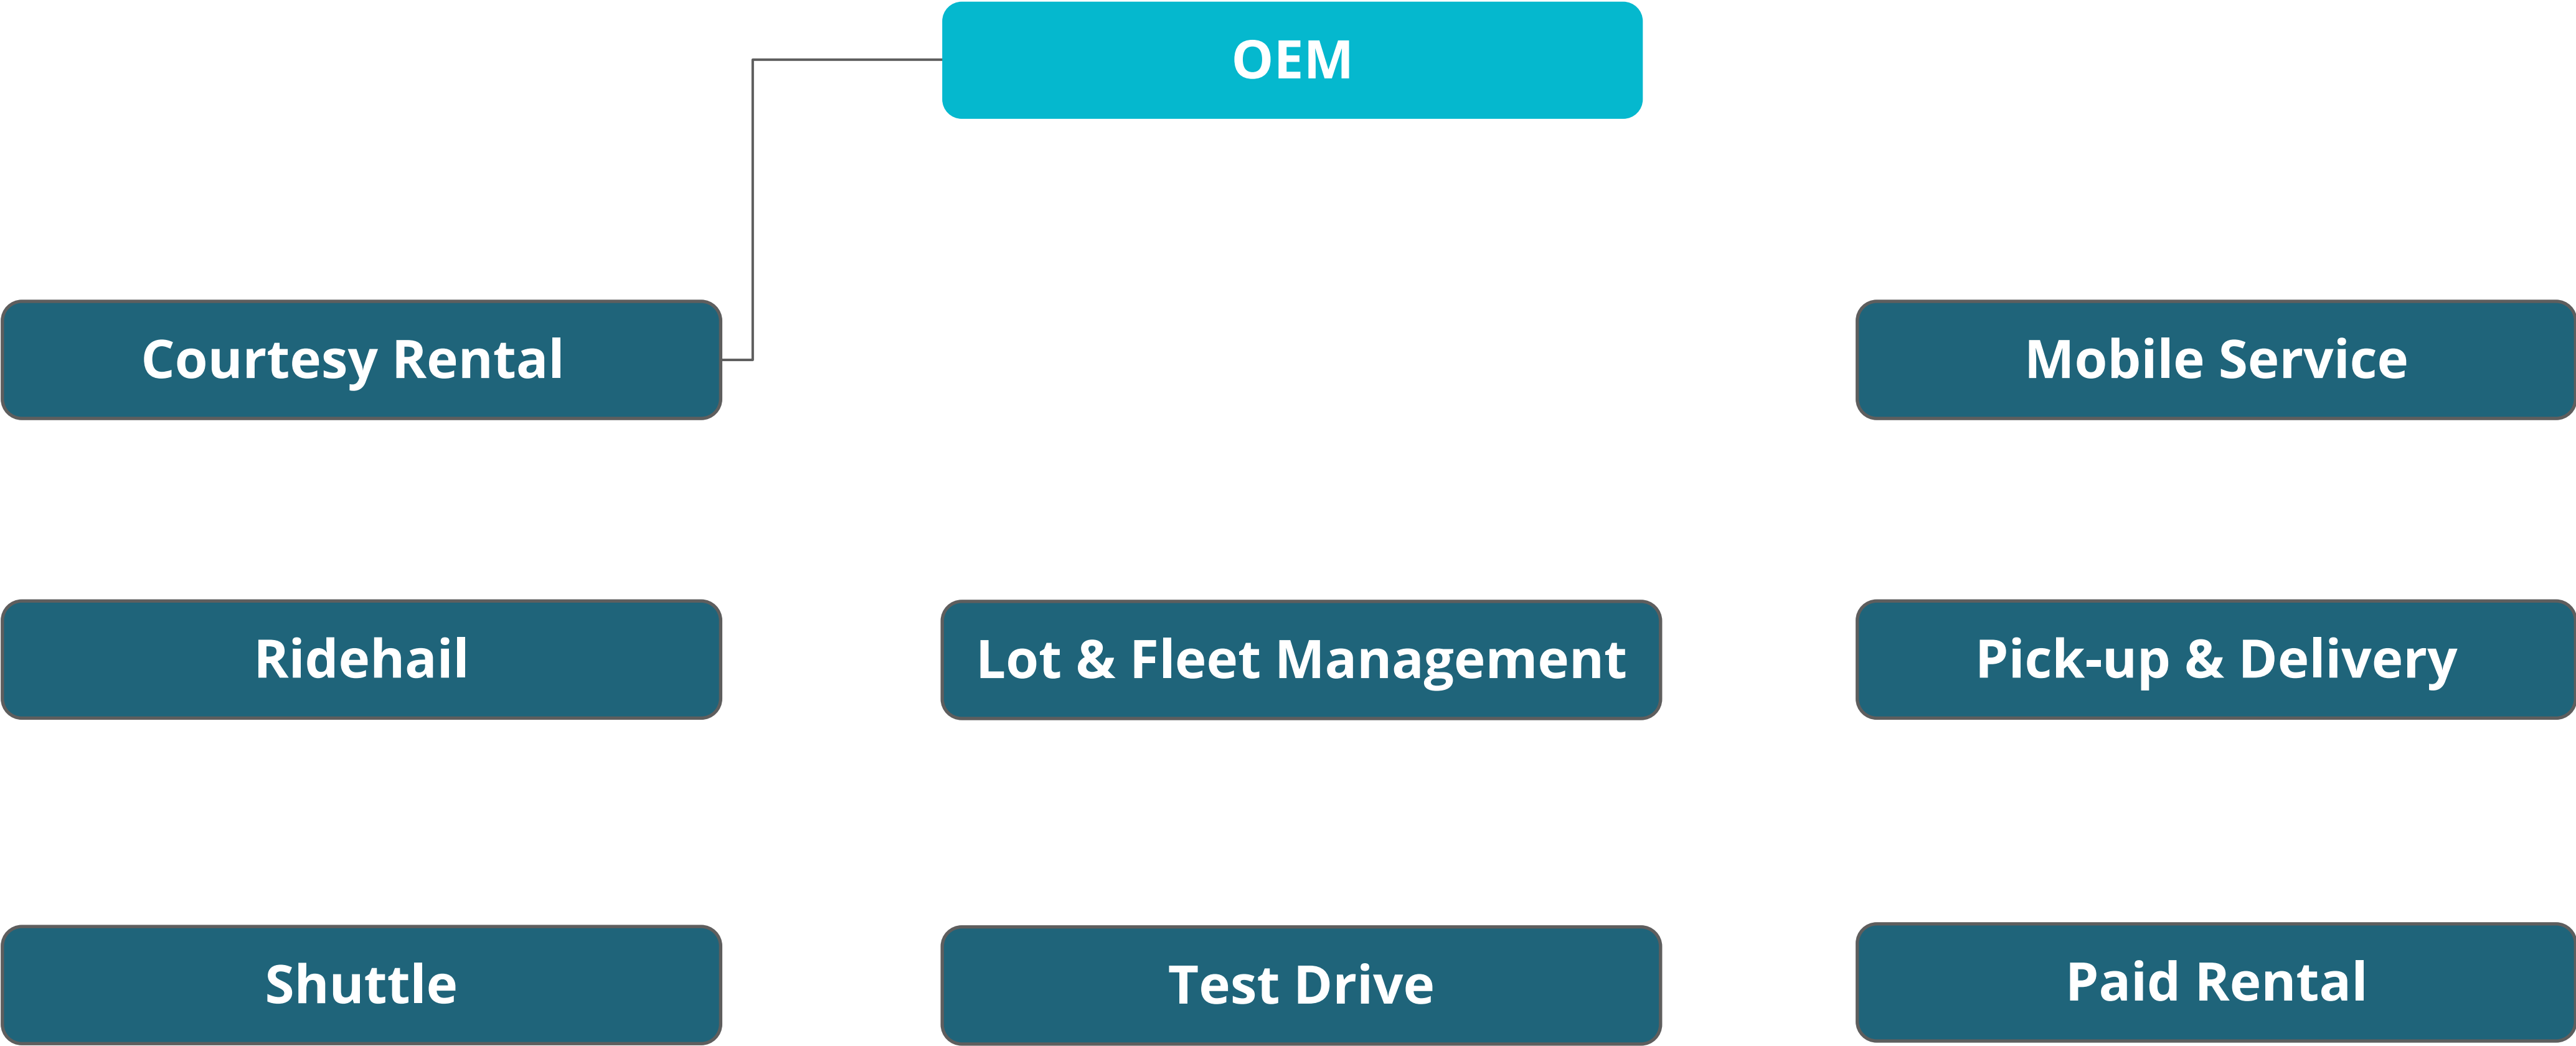 OEM
Courtesy Rental
Mobile Service
Ridehail
Lot & Fleet Management
Pick-up & Delivery
Shuttle
Test Drive
Paid Rental